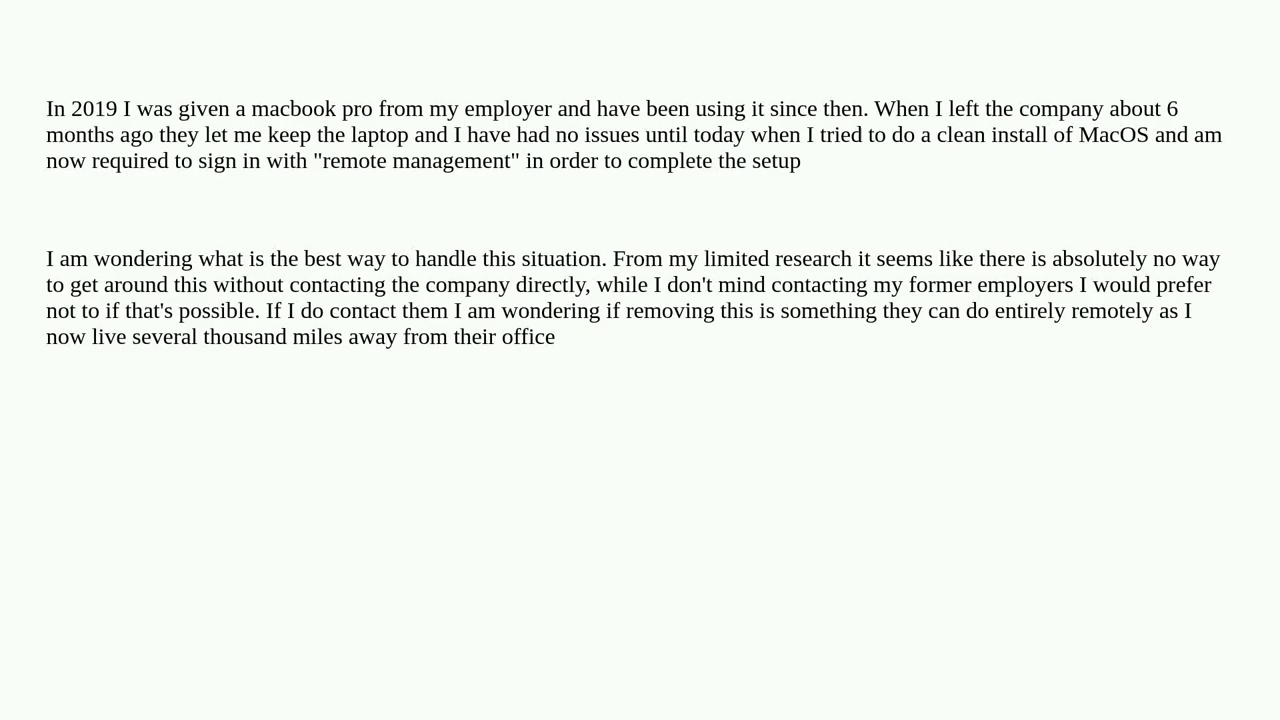 In 2019 I was given a macbook pro from my employer and have been using it since then. When I left the company about 6
months ago they let me keep the laptop and I have had no issues until today when I tried to do a clean install of MacOS and am
now required to sign in with "remote management" in order to complete the setup
I am wondering what is the best way to handle this situation. From my limited research it seems like there is absolutely no way
to get around this without contacting the company directly, while I don't mind contacting my former employers I would prefer
not to if that's possible. If I do contact them I am wondering if removing this is something they can do entirely remotely as I
now live several thousand miles away from their office